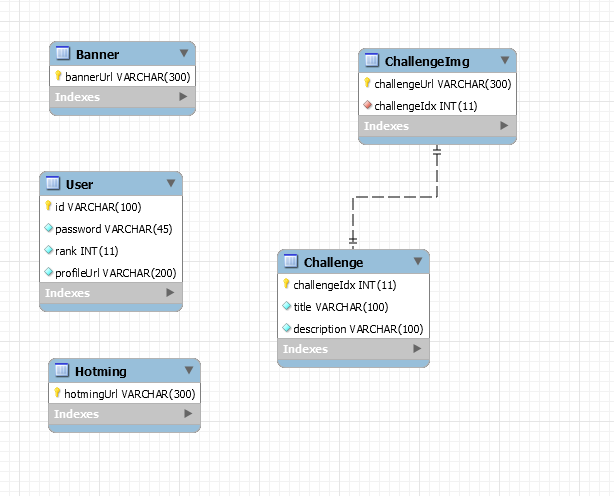 Banner
bannerUrl VARCHAR(300)
Indexes
ChallengeImg
challengeUrl VARCHAR(300)
challengeIdx INT(11)
Indexes
User
id VARCHAR(100)
password VARCHAR(45)
rank INT(11)
profileUrl VARCHAR(200)
Indexes
Challenge
challengeIdx INT(11)
title VARCHAR(100)
description VARCHAR(100)
Indexes
Hotming
hotmingUrl VARCHAR(300)
Indexes